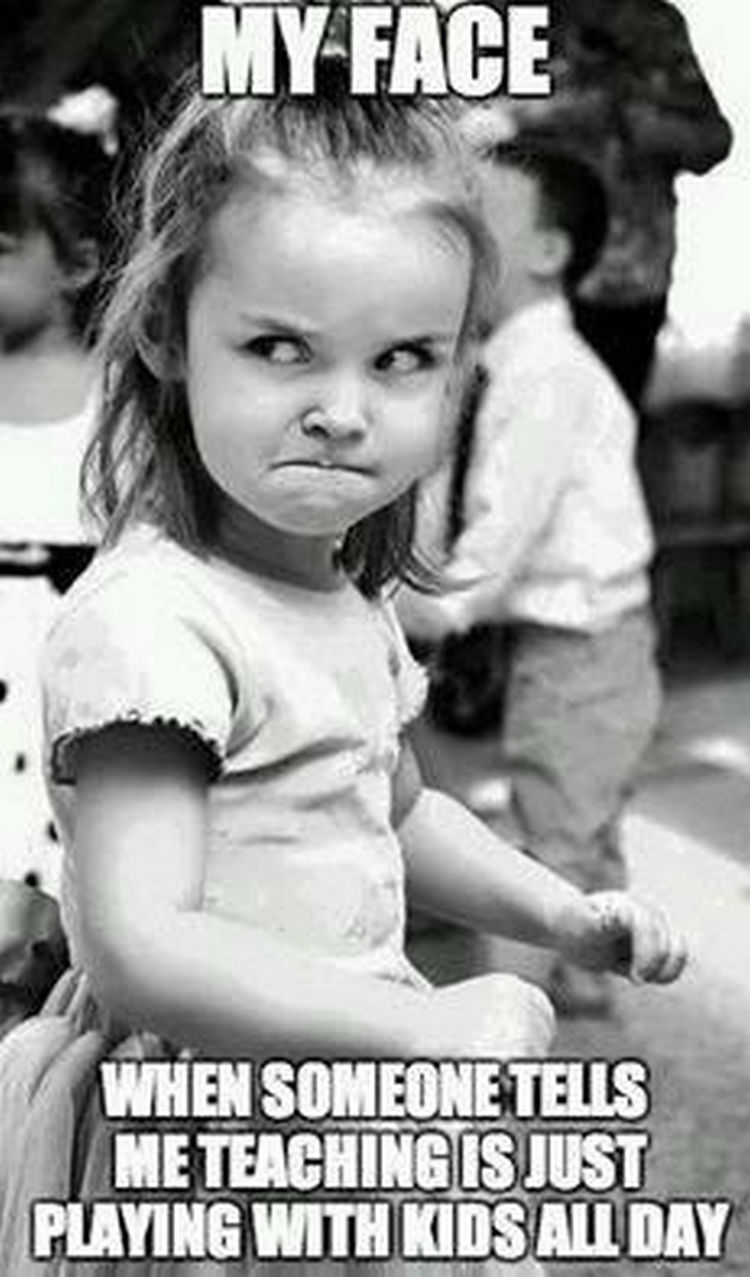 MY FACE
WHEN SOMEONE TELLS
ME TEACHING IS JUST
PLAYING WITH KIDS ALL DAY